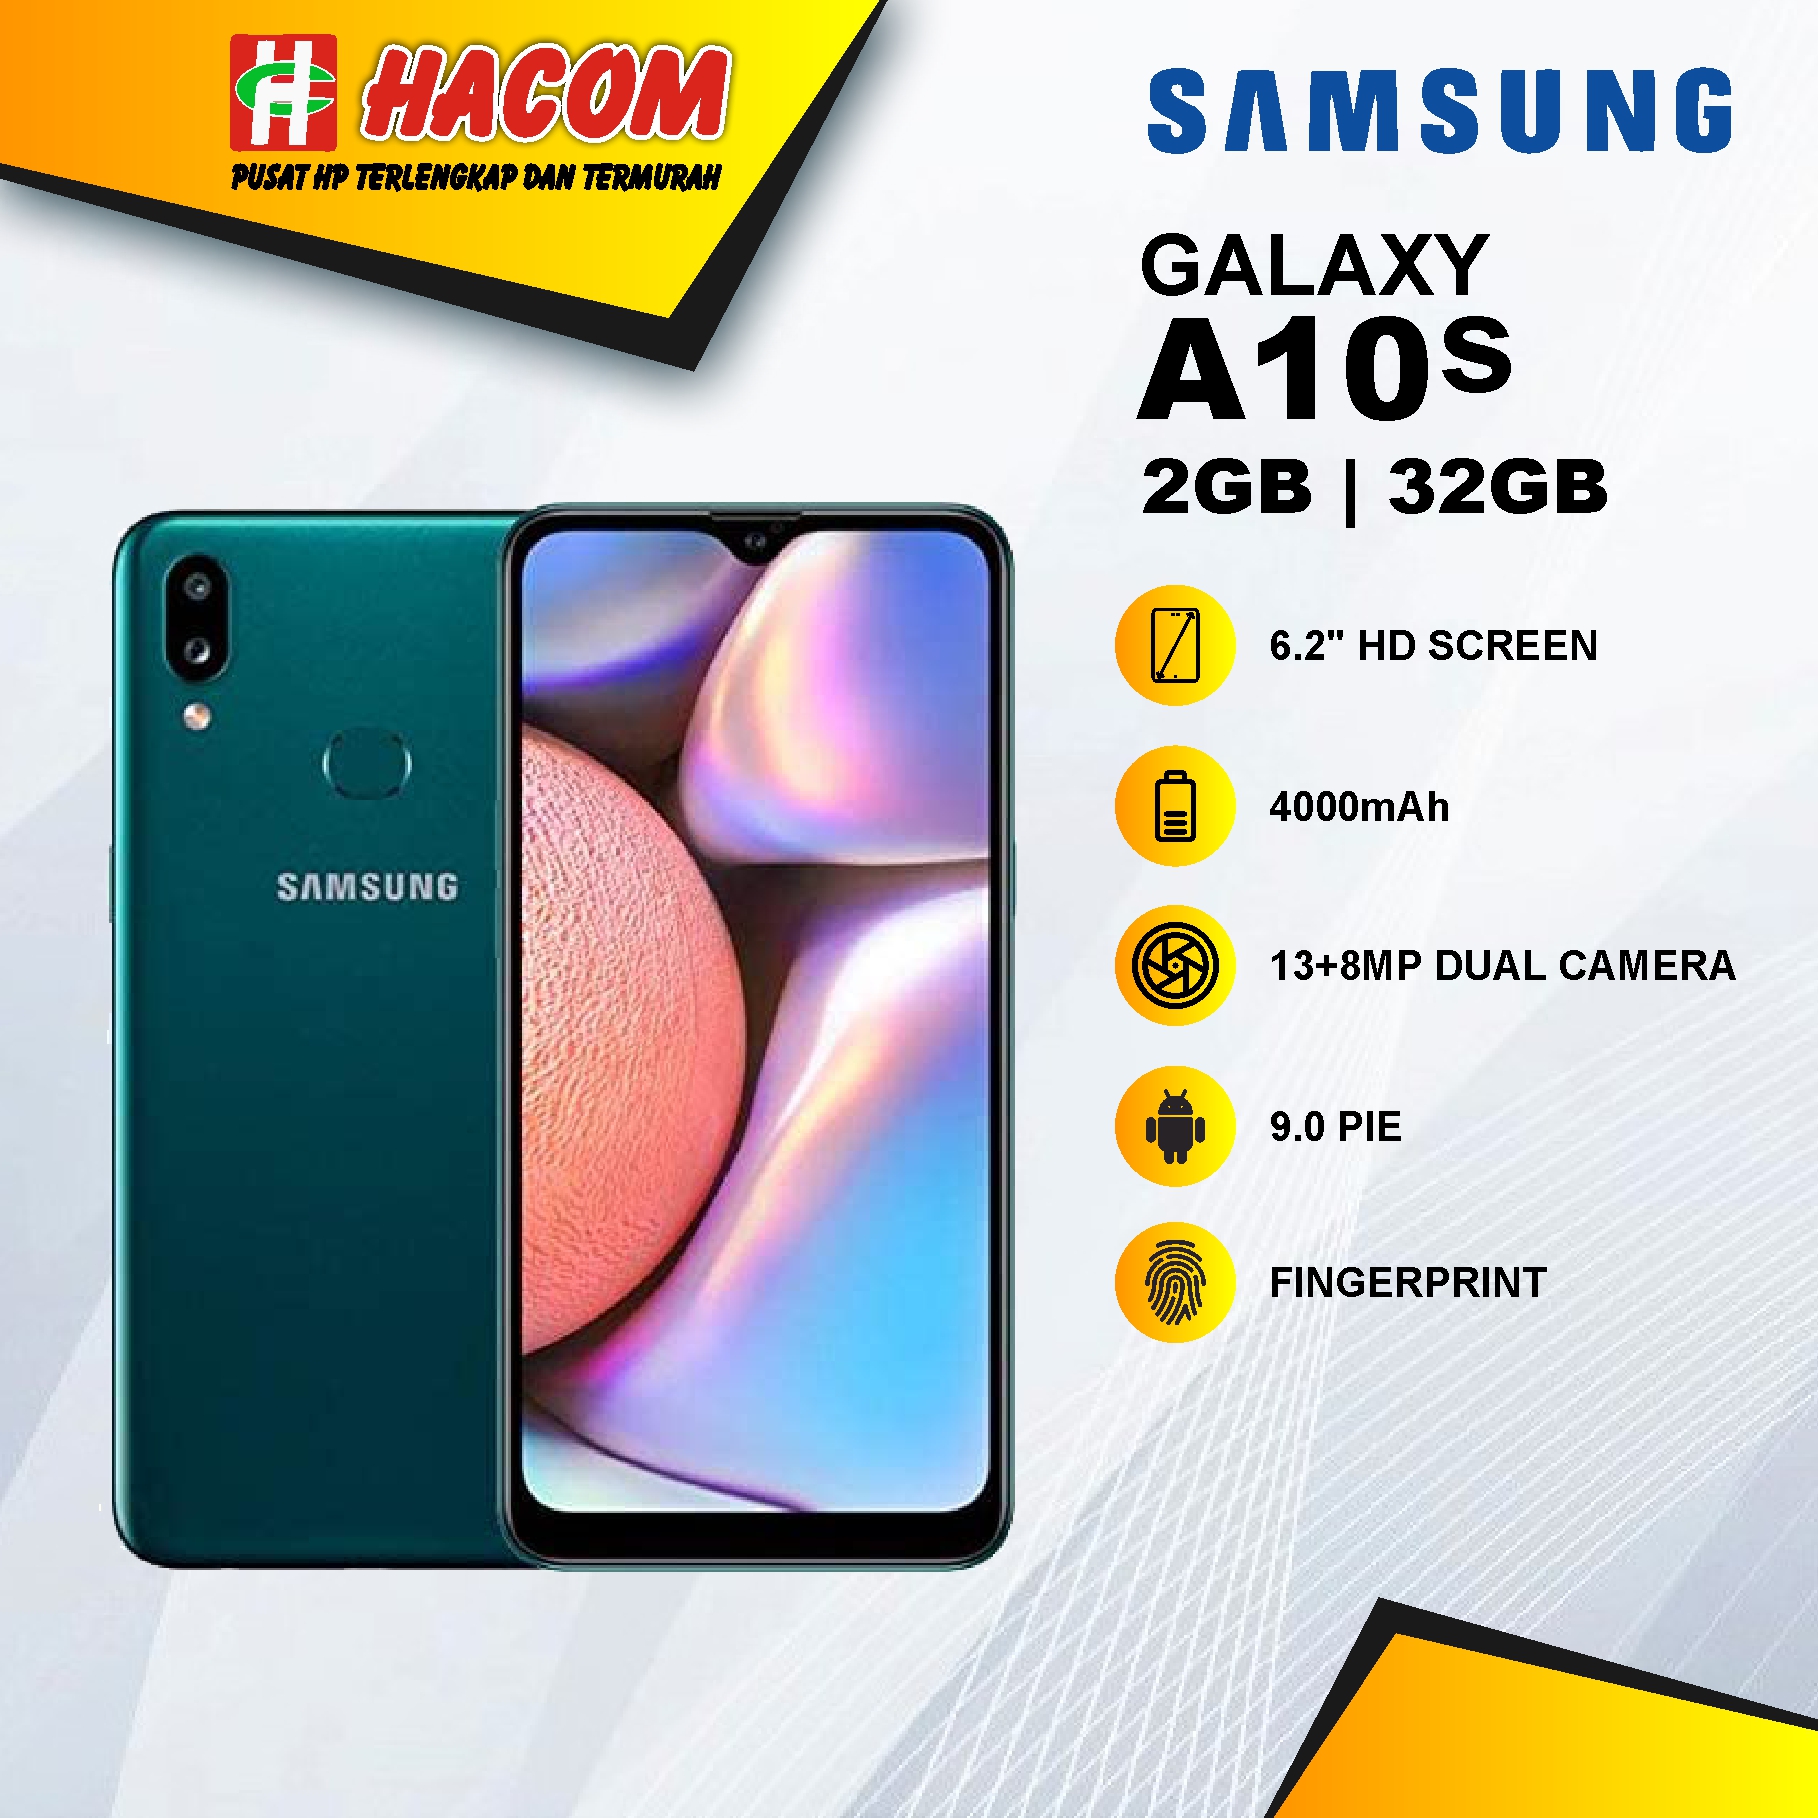 HACOM
PUSAT HP TERLENGKAP DAN TERMURAH
SAMSUNG
GALAXY
A10S
2GB | 32GB
6.2" HD SCREEN
4000mAh
13+8MP DUAL CAMERA
9.0 PIE
FINGERPRINT
SAMSUNG